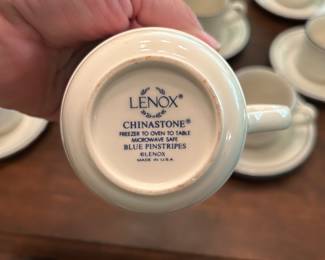 LENOX®
CHINASTONE®
FREEZER TO OVEN TO TABLE
MICROWAVE SAFE
BLUE PINSTRIPES
©LENOX
MADE IN U.S.A.